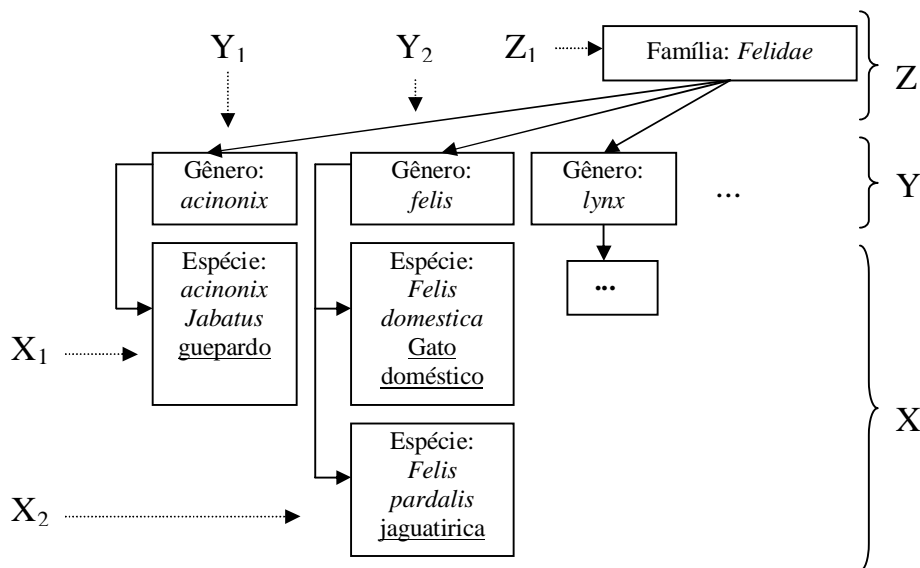 Y1
Y2
Z1
Família: Felidae
Z
Gênero:
acinonix
Gênero:
felis
Gênero:
lynx
...
Y
Espécie:
acinonix
Jabatus
guepardo
Espécie:
Felis
domestica
Gato
doméstico
...
X1
X
Espécie:
Felis
pardalis
jaguatirica
X2